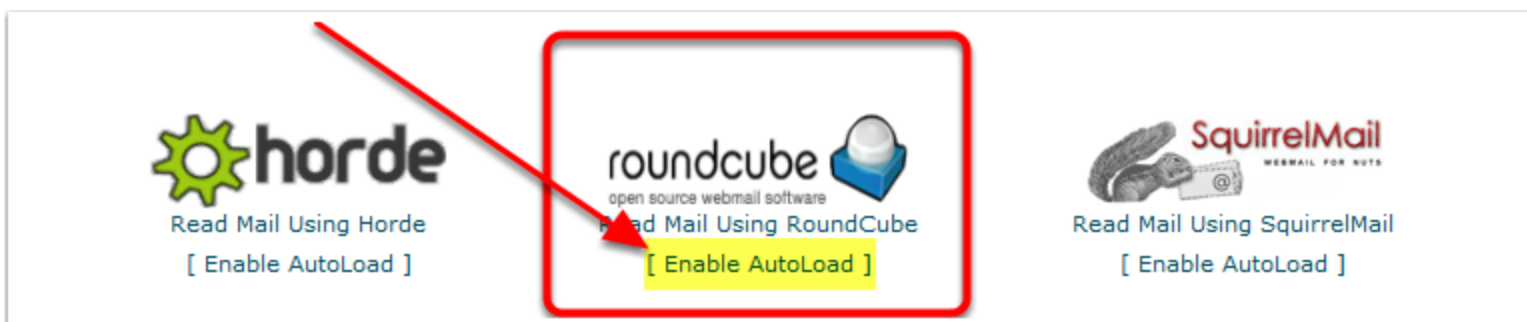 horde
Read Mail Using Horde
[ Enable AutoLoad ]
roundcube
open source webmail software
Read Mail Using RoundCube
[ Enable AutoLoad ]
SquirrelMail
WEBMAIL FOR NUTS
@
Read Mail Using SquirrelMail
[ Enable AutoLoad ]